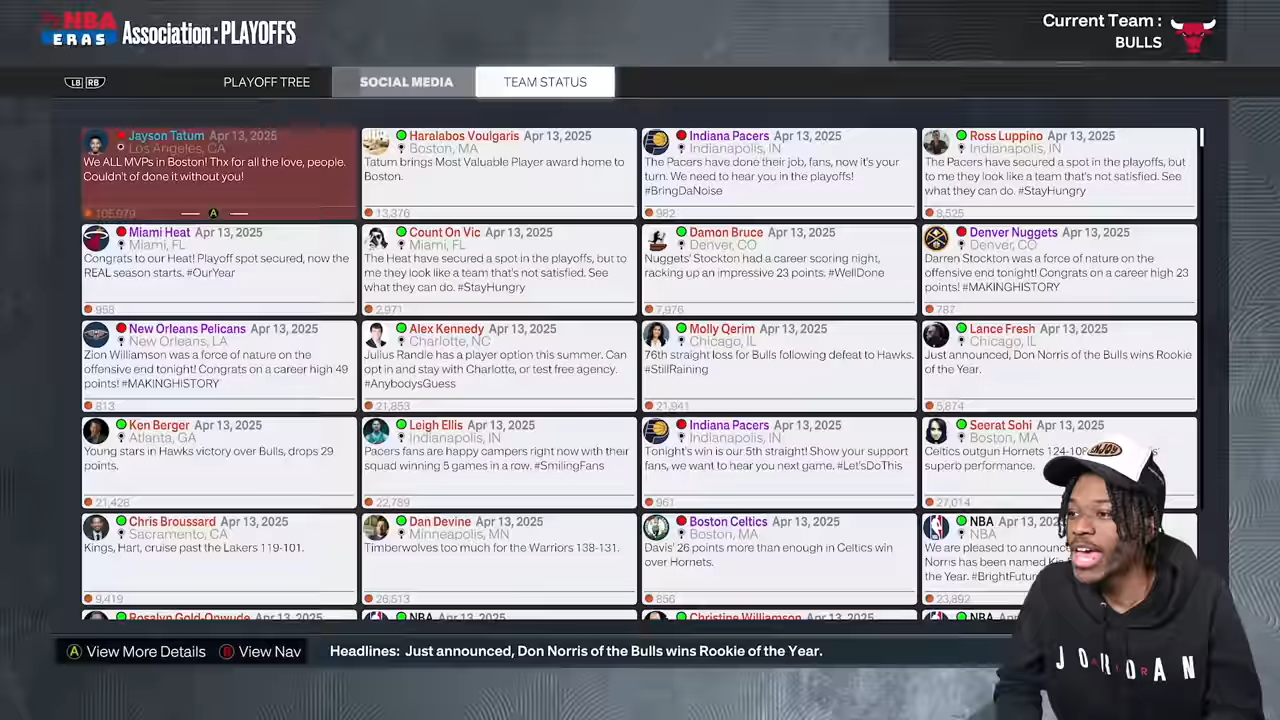 NBA
ERAS
Association : PLAYOFFS
Current Team :
BULLS
LB RB
PLAYOFF TREE
SOCIAL MEDIA
TEAM STATUS
Jayson Tatum Apr 13, 2025
Los Angeles, CA
We ALL MVPs in Boston! Thx for all the love, people.
Couldn't of done it without you!
105,979
A
Haralabos Voulgaris Apr 13, 2025
Boston, MA
Tatum brings Most Valuable Player award home to
Boston.
13,376
Indiana Pacers Apr 13, 2025
Indianapolis, IN
The Pacers have done their job, fans, now it's your
turn. We need to hear you in the playoffs!
#BringDaNoise
982
Ross Luppino Apr 13, 2025
Indianapolis, IN
The Pacers have secured a spot in the playoffs, but
to me they look like a team that's not satisfied. See
what they can do. #StayHungry
8,525
Miami Heat Apr 13, 2025
Miami, FL
Congrats to our Heat! Playoff spot secured, now the
REAL season starts. #OurYear
958
Count On Vic Apr 13, 2025
Miami, FL
The Heat have secured a spot in the playoffs, but to
me they look like a team that's not satisfied. See
what they can do. #StayHungry
2,971
Damon Bruce Apr 13, 2025
Denver, CO
Nuggets' Stockton had a career scoring night,
racking up an impressive 23 points. #WellDone
7,976
Denver Nuggets Apr 13, 2025
Denver, CO
Darren Stockton was a force of nature on the
offensive end tonight! Congrats on a career high 23
points! #MAKINGHISTORY
787
New Orleans Pelicans Apr 13, 2025
New Orleans, LA
Zion Williamson was a force of nature on the
offensive end tonight! Congrats on a career high 49
points! #MAKINGHISTORY
813
Alex Kennedy Apr 13, 2025
Charlotte, NC
Julius Randle has a player option this summer. Can
opt in and stay with Charlotte, or test free agency.
#AnybodysGuess
21,853
Molly Qerim Apr 13, 2025
Chicago, IL
76th straight loss for Bulls following defeat to Hawks.
#StillRaining
21,941
Lance Fresh Apr 13, 2025
Chicago, IL
Just announced, Don Norris of the Bulls wins Rookie
of the Year.
5,874
Ken Berger Apr 13, 2025
Atlanta, GA
Young stars in Hawks victory over Bulls, drops 29
points.
21,428
Leigh Ellis Apr 13, 2025
Indianapolis, IN
Pacers fans are happy campers right now with their
squad winning 5 games in a row. #SmilingFans
22,789
Indiana Pacers Apr 13, 2025
Indianapolis, IN
Tonight's win is our 5th straight! Show your support
fans, we want to hear you next game. #Let'sDoThis
961
Seerat Sohi Apr 13, 2025
Boston, MA
Celtics outgun Hornets
superb performance.
27,014
Chris Broussard Apr 13, 2025
Sacramento, CA
Kings, Hart, cruise past the Lakers 119-101.
9,419
Dan Devine Apr 13, 2025
Minneapolis, MN
Timberwolves too much for the Warriors 138-131.
26,513
Boston Celtics Apr 13, 2025
Boston, MA
Davis' 26 points more than enough in Celtics win
over Hornets.
856
NBA Apr 13,
NBA
We are pleased to announc
Norris has been named
the Year. #BrightFutur
23,892
Rosalyn Gold-Onwude Apr 13, 2025
NBA Apr 13, 2025
Christine Williamson Apr 13, 2025
NBA Apr
ENJOY
JORDAN
A View More Details
B View Nav
Headlines: Just announced, Don Norris of the Bulls wins Rookie of the Year.